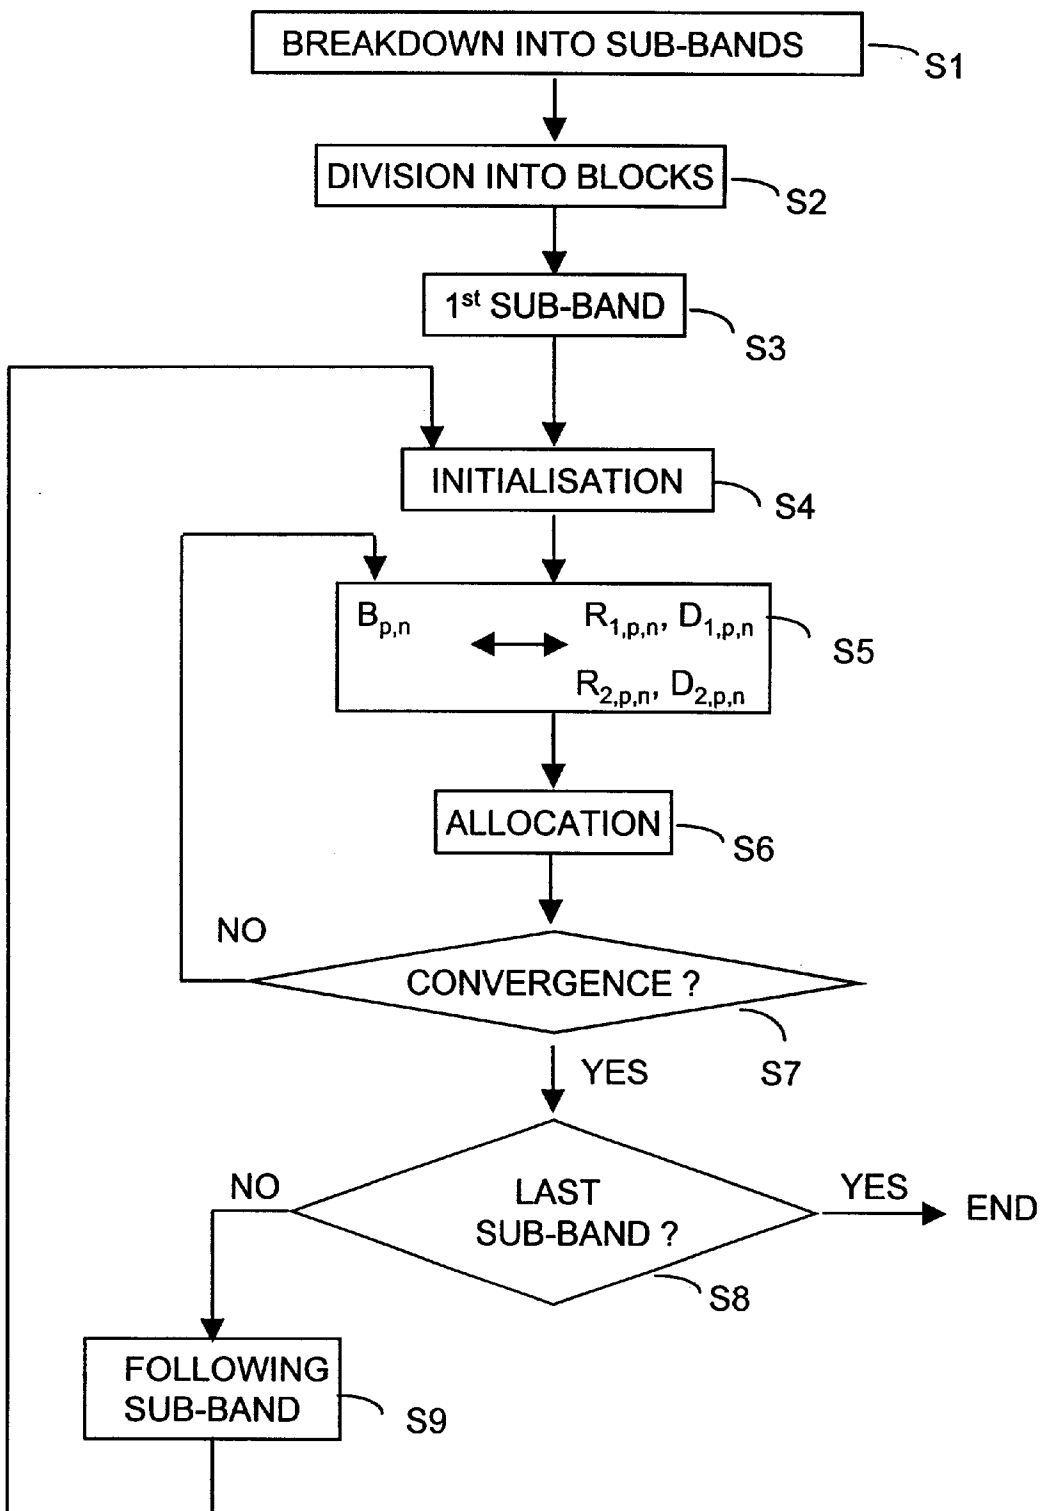 BREAKDOWN INTO SUB-BANDS
S1
DIVISION INTO BLOCKS
S2
1st SUB-BAND
S3
INITIALISATION
S4
Bp,n
R1,p,n, D1,p,n
R2,p,n, D2,p,n
S5
ALLOCATION
S6
NO
CONVERGENCE ?
S7
YES
NO
LAST
SUB-BAND ?
YES
END
S8
FOLLOWING
SUB-BAND
S9